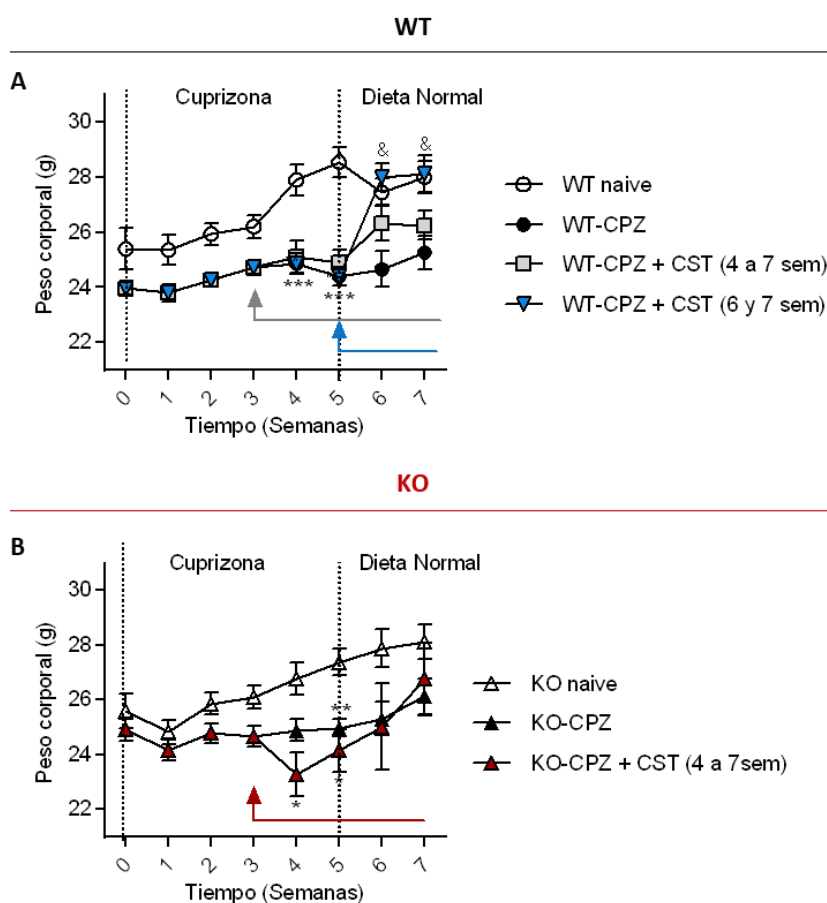 WT
A
Cuprizona Dieta Normal
Peso corporal (g)
30
28
26
24
22
& &
*** ***
0 1 2 3 4 5 6 7
Tiempo (Semanas)
WT naive
WT-CPZ
WT-CPZ + CST (4 a 7 sem)
WT-CPZ + CST (6 y 7 sem)
KO
B
Cuprizona Dieta Normal
Peso corporal (g)
30
28
26
24
22
**
* *
0 1 2 3 4 5 6 7
Tiempo (Semanas)
KO naive
KO-CPZ
KO-CPZ + CST (4 a 7sem)